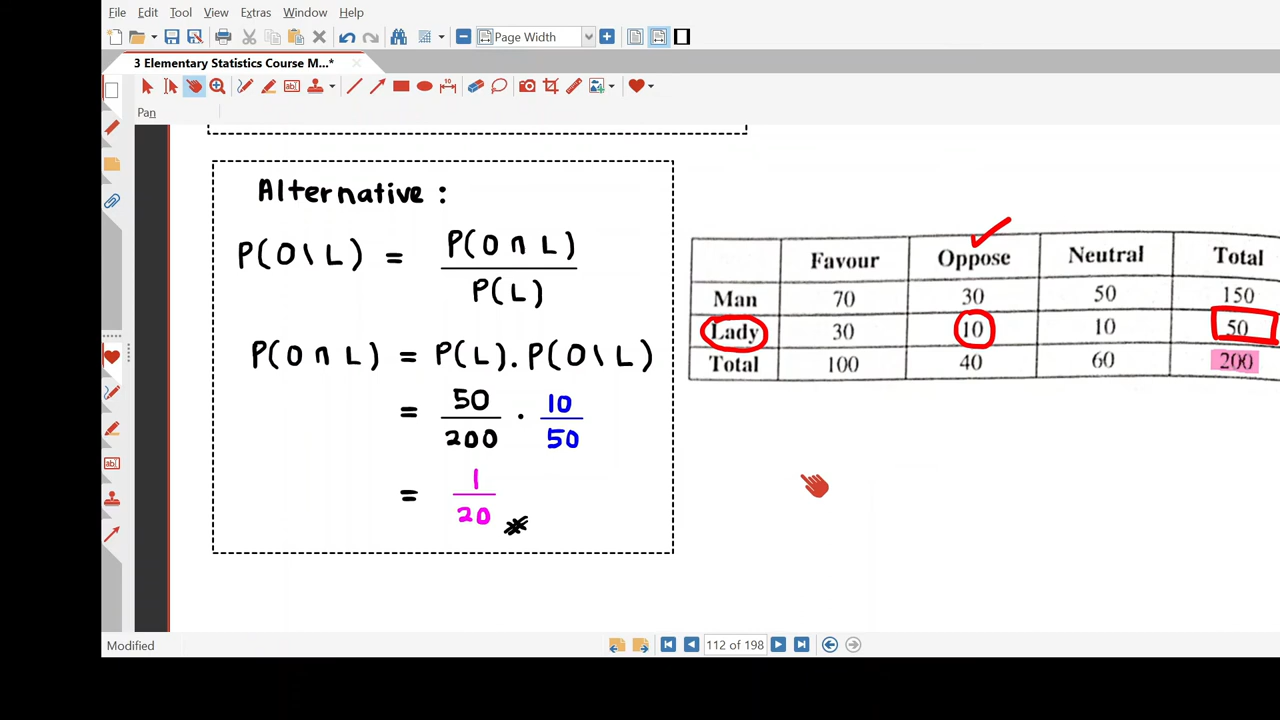 File Edit Tool View Extras Window Help
Page Width
3 Elementary Statistics Course M...*
10
Pan
Alternative :
P(O\L) = P(O∩L) / P(L)
P(O∩L) = P(L).P(O\L)
= 50/200 · 10/50
= 1/20 *
Favour Oppose Neutral Total
Man 70 30 50 150
Lady 30 10 10 50
Total 100 40 60 200
Modified
112 of 198